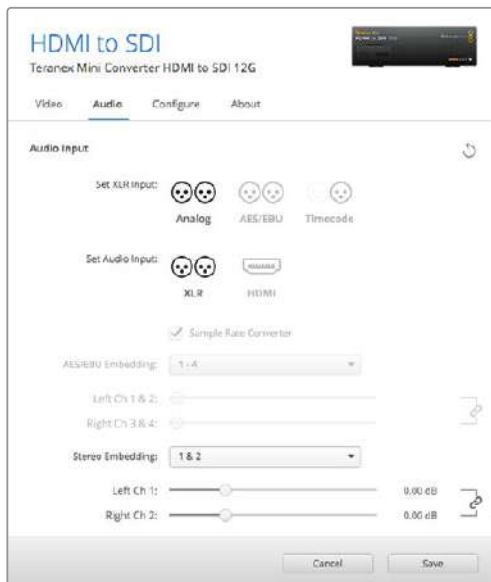 HDMI to SDI
Teranex Mini Converter HDMI to SDI 12G
Video Audio Configure About
Audio Input
Set XLR Input:
Analog AES/EBU Timecode
Set Audio Input:
XLR HDMI
Sample Rate Converter
AES/EBU Embedding: 1 - 4
Left Ch 1 & 2:
Right Ch 3 & 4:
Stereo Embedding: 1 & 2
Left Ch 1: 0.00 dB
Right Ch 2: 0.00 dB
Cancel Save